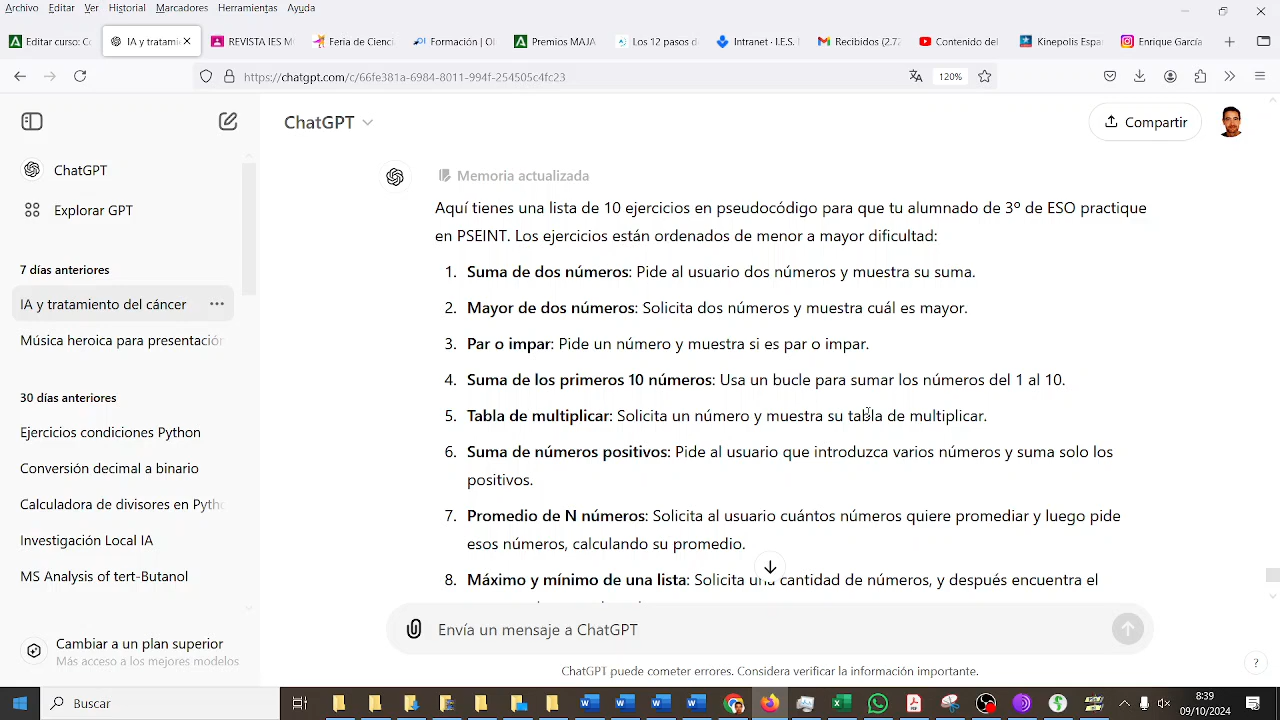 Archivo Editar Ver Historial Marcadores Herramientas Ayuda
Editar curso: Co IA y tratamie REVISTA IES M Feria de Cienci Formación | Ol Premios MAJA Los 12 pasos d Intranet - I.E.S. Recibidos (2.72 Contenido del Kinepolis Espa Enrique García
https://chatgpt.com/c/66fe381a-6984-8011-994f-254505c4fc23 120%
ChatGPT Compartir
ChatGPT
Explorar GPT
7 días anteriores
IA y tratamiento del cáncer
Música heroica para presentación
30 días anteriores
Ejercicios condiciones Python
Conversión decimal a binario
Calculadora de divisores en Pytho
Investigación Local IA
MS Analysis of tert-Butanol
Cambiar a un plan superior
Más acceso a los mejores modelos
Memoria actualizada
Aquí tienes una lista de 10 ejercicios en pseudocódigo para que tu alumnado de 3º de ESO practique
en PSEINT. Los ejercicios están ordenados de menor a mayor dificultad:
1. Suma de dos números: Pide al usuario dos números y muestra su suma.
2. Mayor de dos números: Solicita dos números y muestra cuál es mayor.
3. Par o impar: Pide un número y muestra si es par o impar.
4. Suma de los primeros 10 números: Usa un bucle para sumar los números del 1 al 10.
5. Tabla de multiplicar: Solicita un número y muestra su tabla de multiplicar.
6. Suma de números positivos: Pide al usuario que introduzca varios números y suma solo los
positivos.
7. Promedio de N números: Solicita al usuario cuántos números quiere promediar y luego pide
esos números, calculando su promedio.
8. Máximo y mínimo de una lista: Solicita una cantidad de números, y después encuentra el
Envía un mensaje a ChatGPT
ChatGPT puede cometer errores. Considera verificar la información importante.
?
Buscar
8:39
09/10/2024